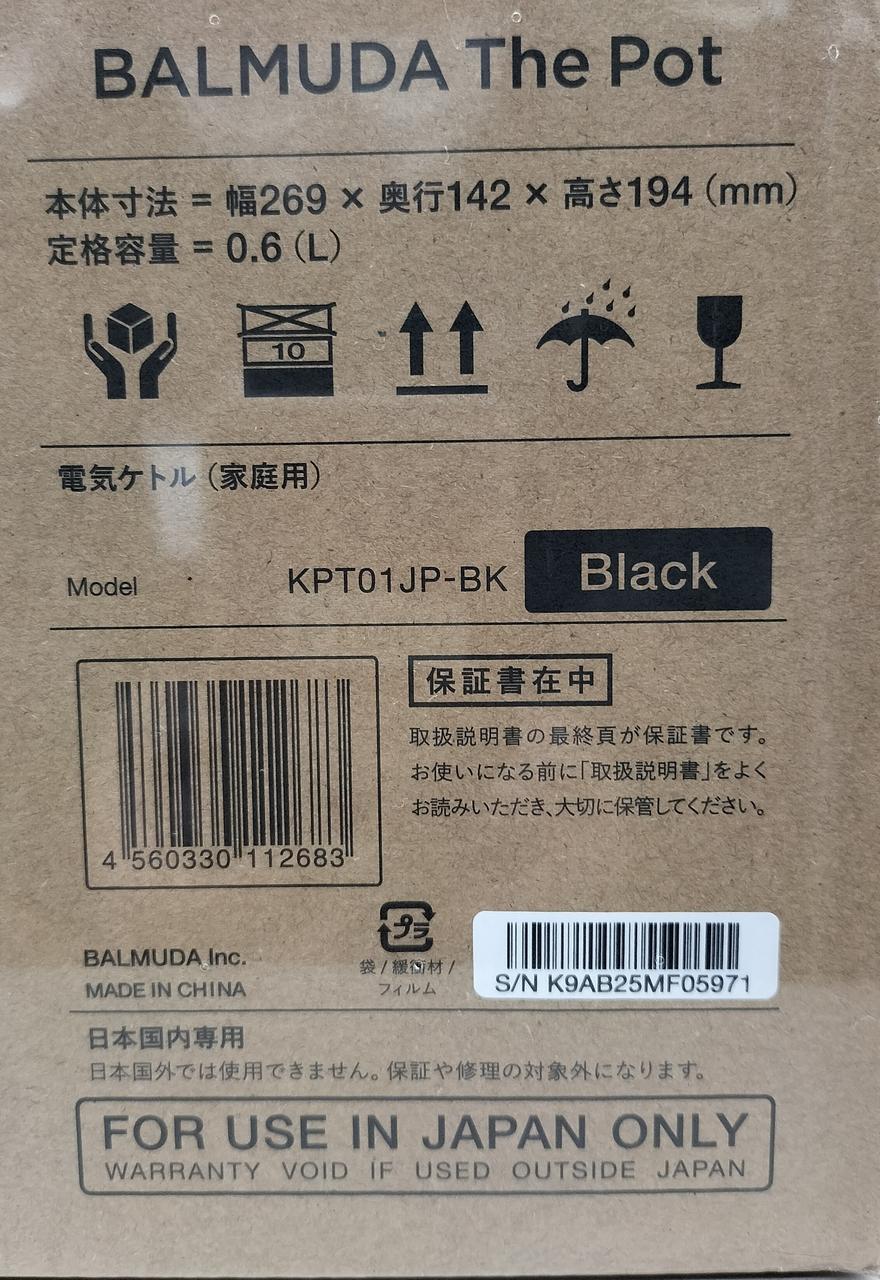 BALMUDA The Pot
本体寸法 = 幅269 × 奥行142 × 高さ194(mm)
定格容量 = 0.6(L)
10
電気ケトル(家庭用)
Model KPT01JP-BK Black
保証書在中
取扱説明書の最終頁が保証書です。
お使いになる前に「取扱説明書」をよく
お読みいただき、大切に保管してください。
4 560330 112683
プラ
袋 / 緩衝材 /
フィルム
BALMUDA Inc.
MADE IN CHINA
S/N K9AB25MF05971
日本国内専用
日本国外では使用できません。保証や修理の対象外になります。
FOR USE IN JAPAN ONLY
WARRANTY VOID IF USED OUTSIDE JAPAN